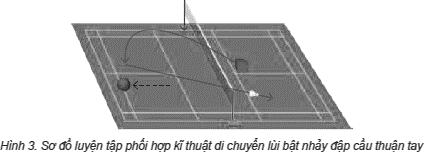 Hình 3. Sơ đồ luyện tập phối hợp kĩ thuật di chuyển lùi bật nhảy đập cầu thuận tay